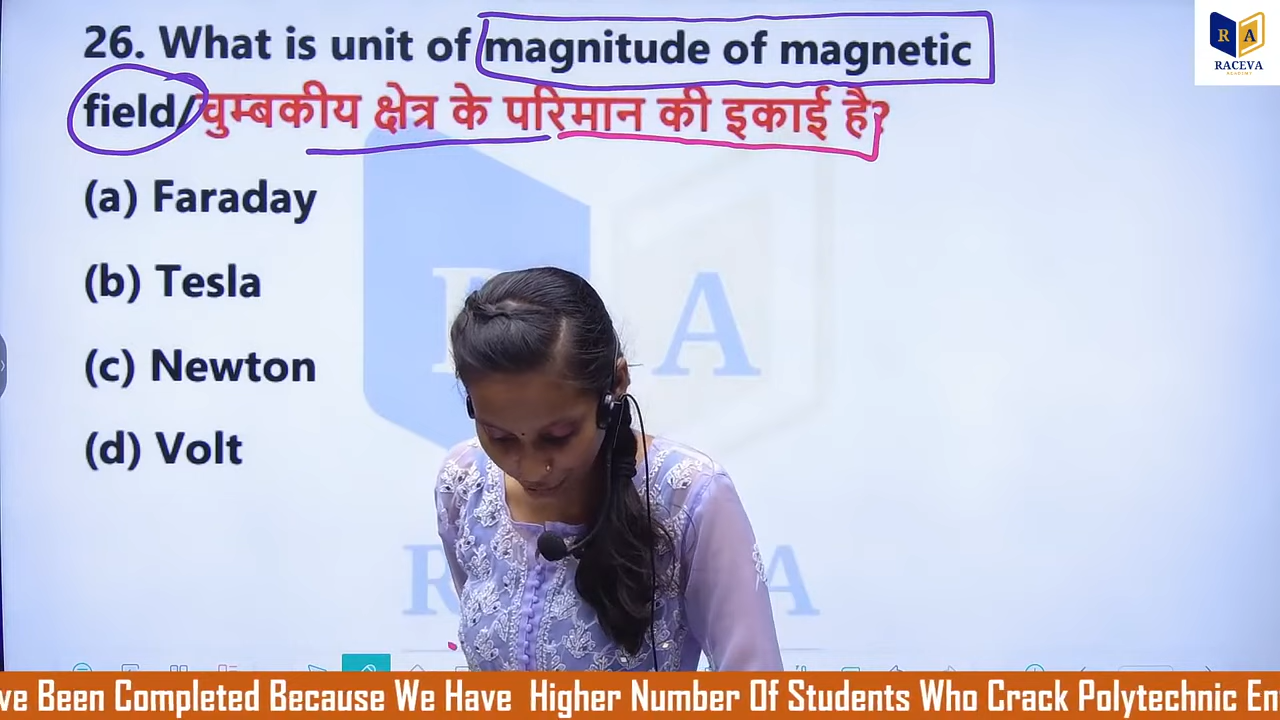 26. What is unit of magnitude of magnetic
field/चुम्बकीय क्षेत्र के परिमान की इकाई है?
(a) Faraday
(b) Tesla
(c) Newton
(d) Volt
R A
RACEVA
ACADEMY
A
R
A
ve Been Completed Because We Have Higher Number Of Students Who Crack Polytechnic En